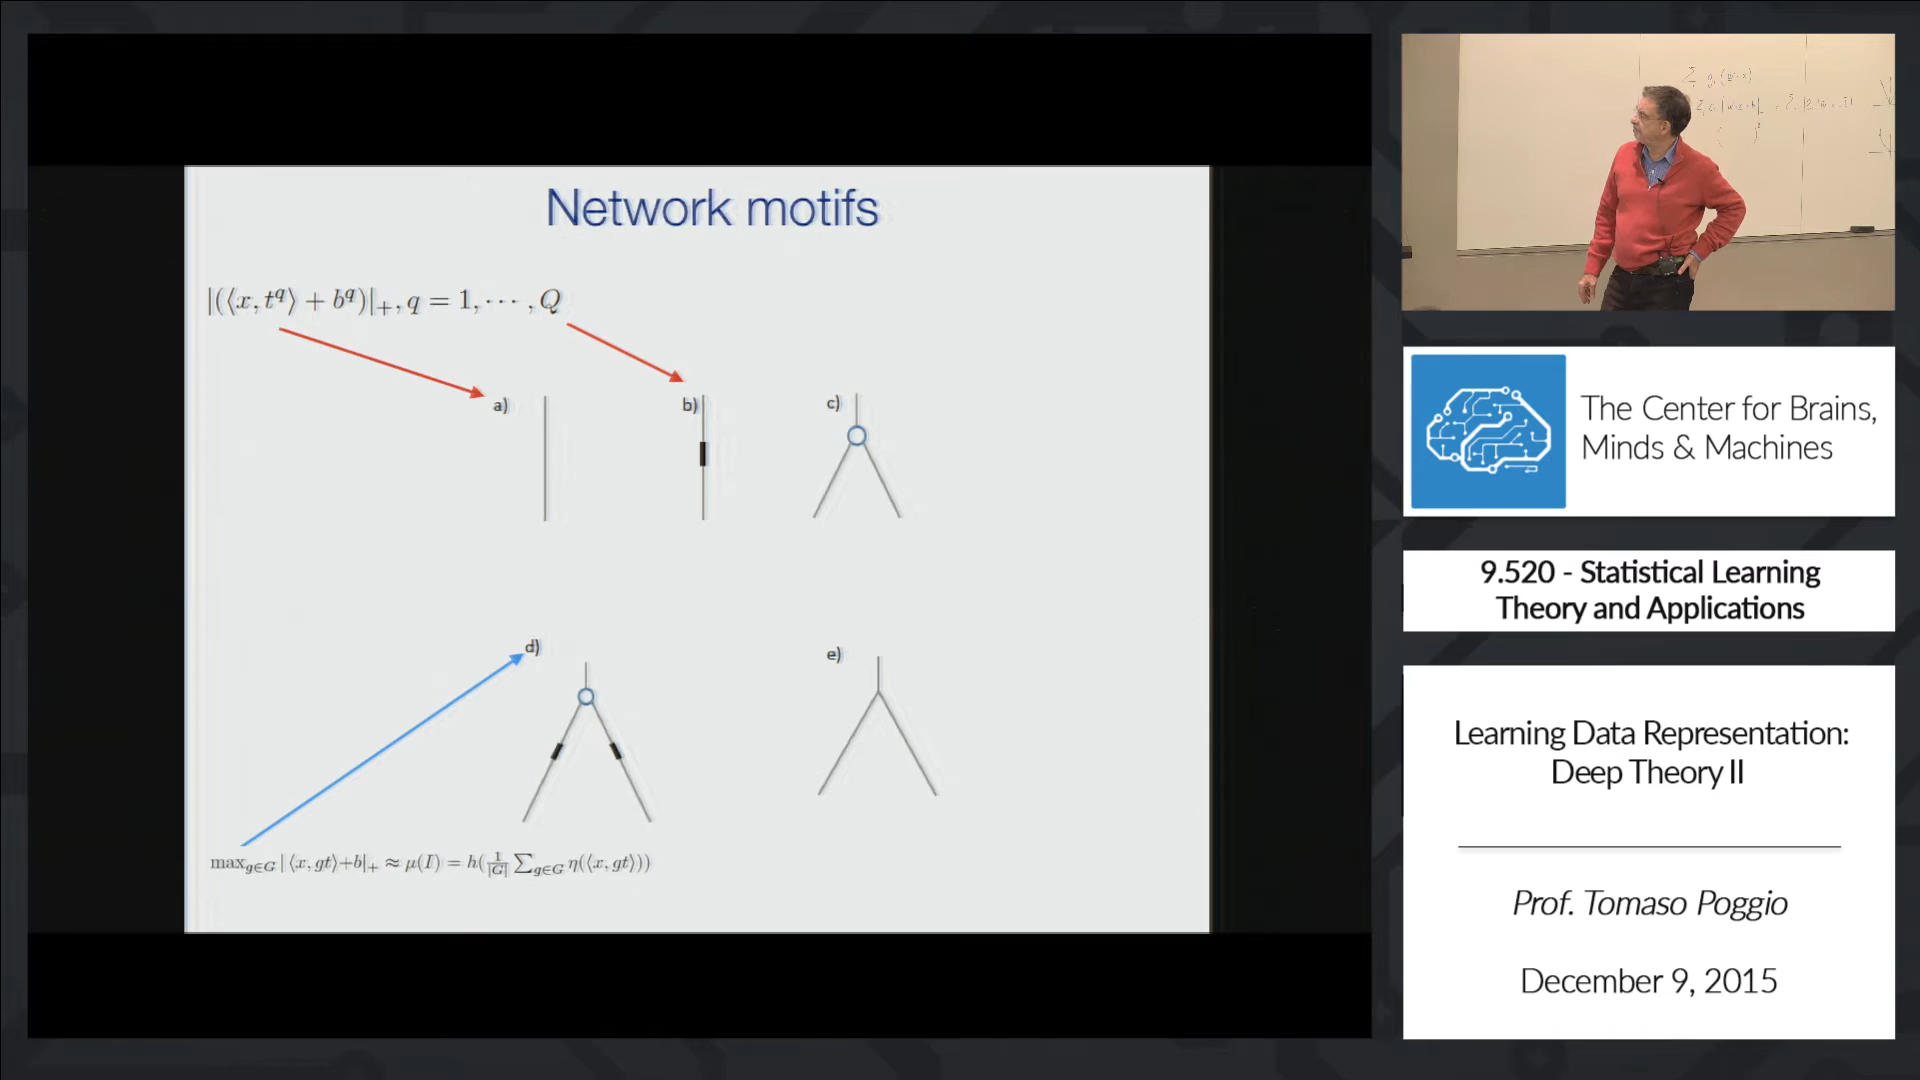 Network motifs
|(⟨x, t^q⟩ + b^q)|_+, q = 1, ⋯ , Q
a)
b)
c)
d)
e)
max_{g∈G} |⟨x, gt⟩+b|_+ ≈ μ(I) = h(\frac{1}{|G|} ∑_{g∈G} η(⟨x, gt⟩))
The Center for Brains,
Minds & Machines
9.520 - Statistical Learning
Theory and Applications
Learning Data Representation:
Deep Theory II
Prof. Tomaso Poggio
December 9, 2015